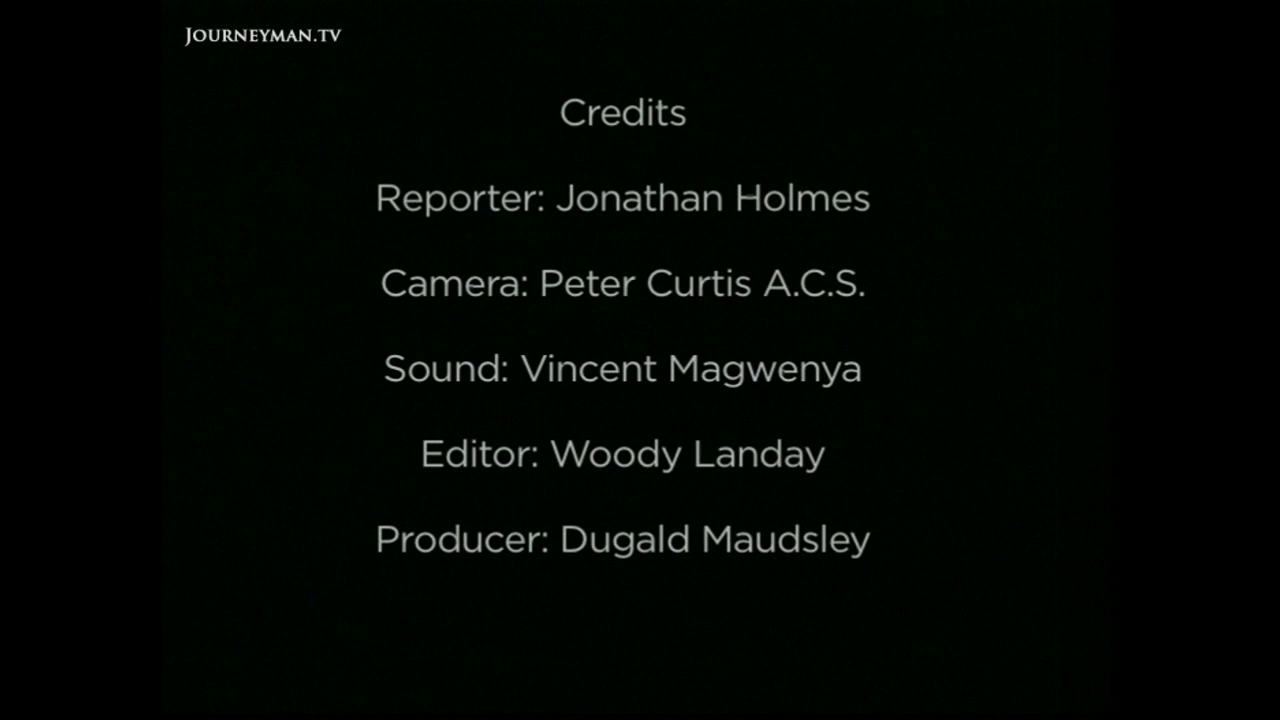 JOURNEYMAN.TV
Credits
Reporter: Jonathan Holmes
Camera: Peter Curtis A.C.S.
Sound: Vincent Magwenya
Editor: Woody Landay
Producer: Dugald Maudsley